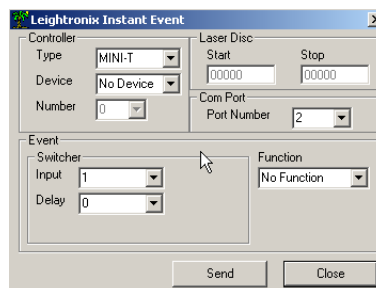 Leightronix Instant Event
Controller
Type MINI-T
Device No Device
Number 0
Laser Disc
Start Stop
00000 00000
Com Port
Port Number 2
Event
Switcher
Input 1
Delay 0
Function
No Function
Send Close